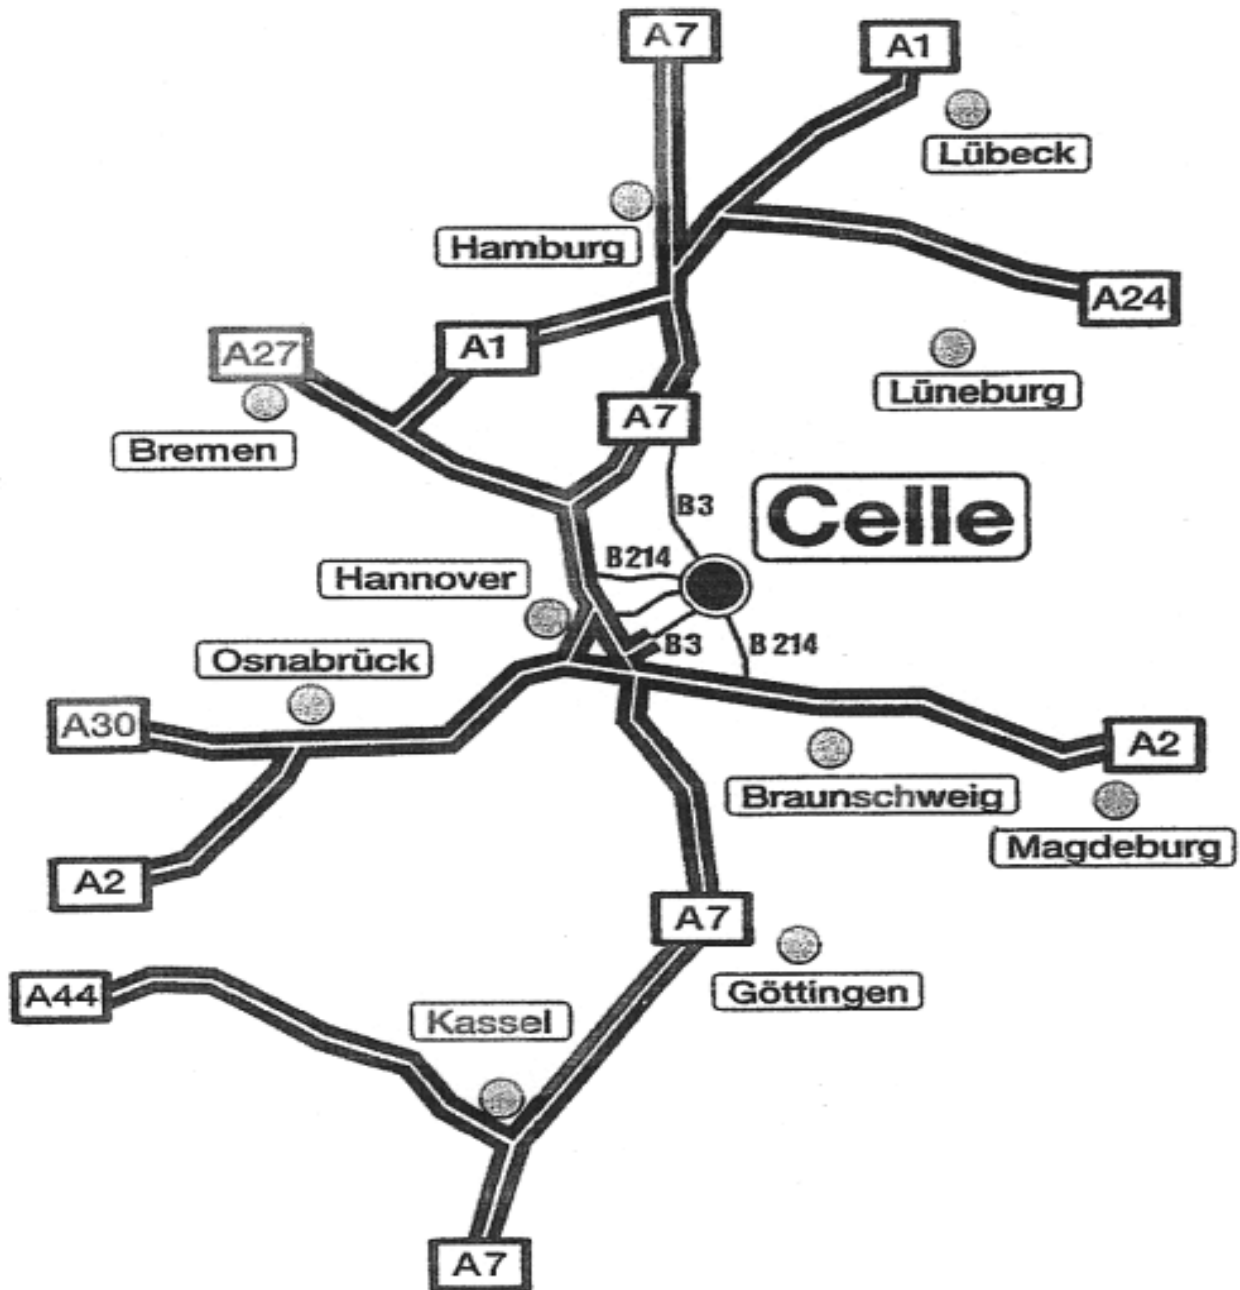 A7
A1
Lübeck
Hamburg
A24
A27
A1
Lüneburg
A7
Bremen
B3
Celle
B 214
Hannover
B3
B 214
Osnabrück
A30
A2
Braunschweig
Magdeburg
A2
A7
A44
Göttingen
Kassel
A7